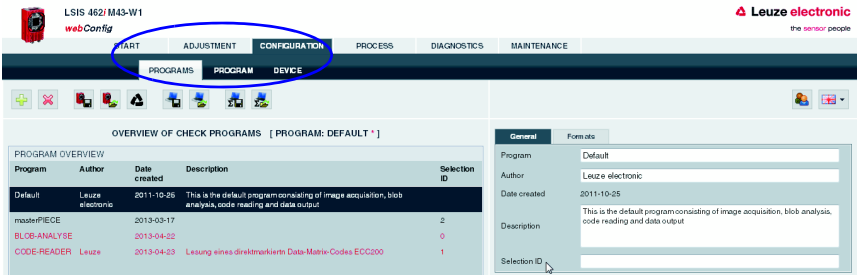 LSIS 462i M43-W1
webConfig
Leuze electronic
the sensor people
START ADJUSTMENT CONFIGURATION PROCESS DIAGNOSTICS MAINTENANCE
PROGRAMS PROGRAM DEVICE
OVERVIEW OF CHECK PROGRAMS [ PROGRAM: DEFAULT * ]
PROGRAM OVERVIEW
Program Author Date created Description Selection ID
Default Leuze electronic 2011-10-25 This is the default program consisting of image acquisition, blob analysis, code reading and data output
masterPIECE 2013-03-17 2
BLOB-ANALYSE 2013-04-22 0
CODE-READER Leuze 2013-04-23 Lesung eines direktmarkiertn Data-Matrix-Codes ECC200 1
General Formats
Program Default
Author Leuze electronic
Date created 2011-10-25
Description This is the default program consisting of image acquisition, blob analysis,
code reading and data output
Selection ID